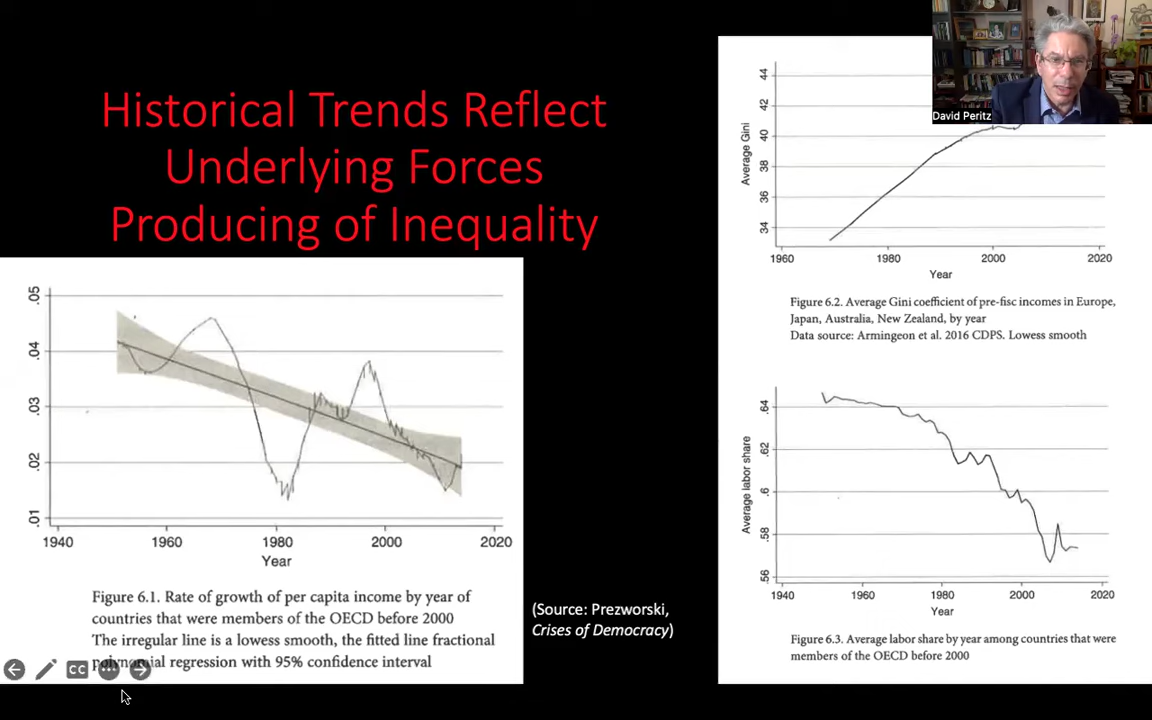 Historical Trends Reflect
Underlying Forces
Producing of Inequality
.05
.04
.03
.02
.01
1940
1960
1980
2000
2020
Year
Figure 6.1. Rate of growth of per capita income by year of
countries that were members of the OECD before 2000
The irregular line is a lowess smooth, the fitted line fractional
polynomial regression with 95% confidence interval
CC
(Source: Prezworski,
Crises of Democracy)
David Peritz
Average Gini
44
42
40
38
36
34
1960
1980
2000
2020
Year
Figure 6.2. Average Gini coefficient of pre-fisc incomes in Europe,
Japan, Australia, New Zealand, by year
Data source: Armingeon et al. 2016 CDPS. Lowess smooth
Average labor share
.64
.62
.6
.58
.56
1940
1960
1980
2000
2020
Year
Figure 6.3. Average labor share by year among countries that were
members of the OECD before 2000